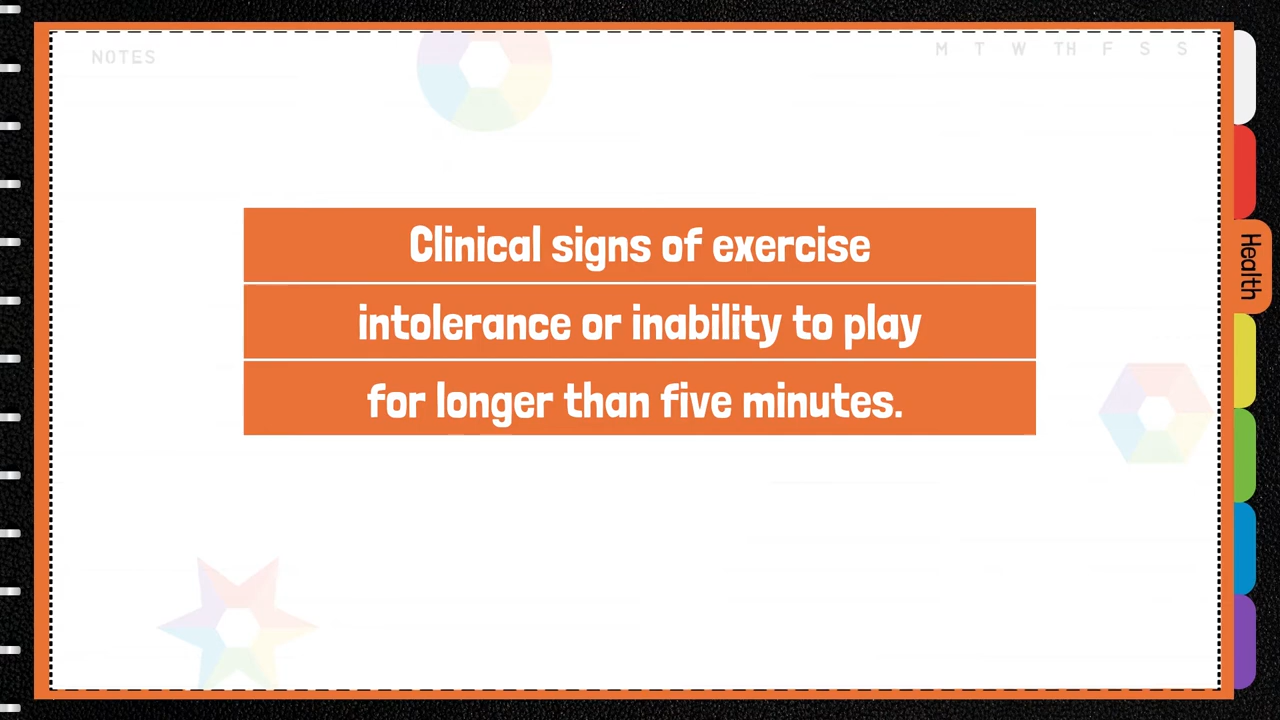 NOTES
M T W TH F S S
Clinical signs of exercise
intolerance or inability to play
for longer than five minutes.
Health